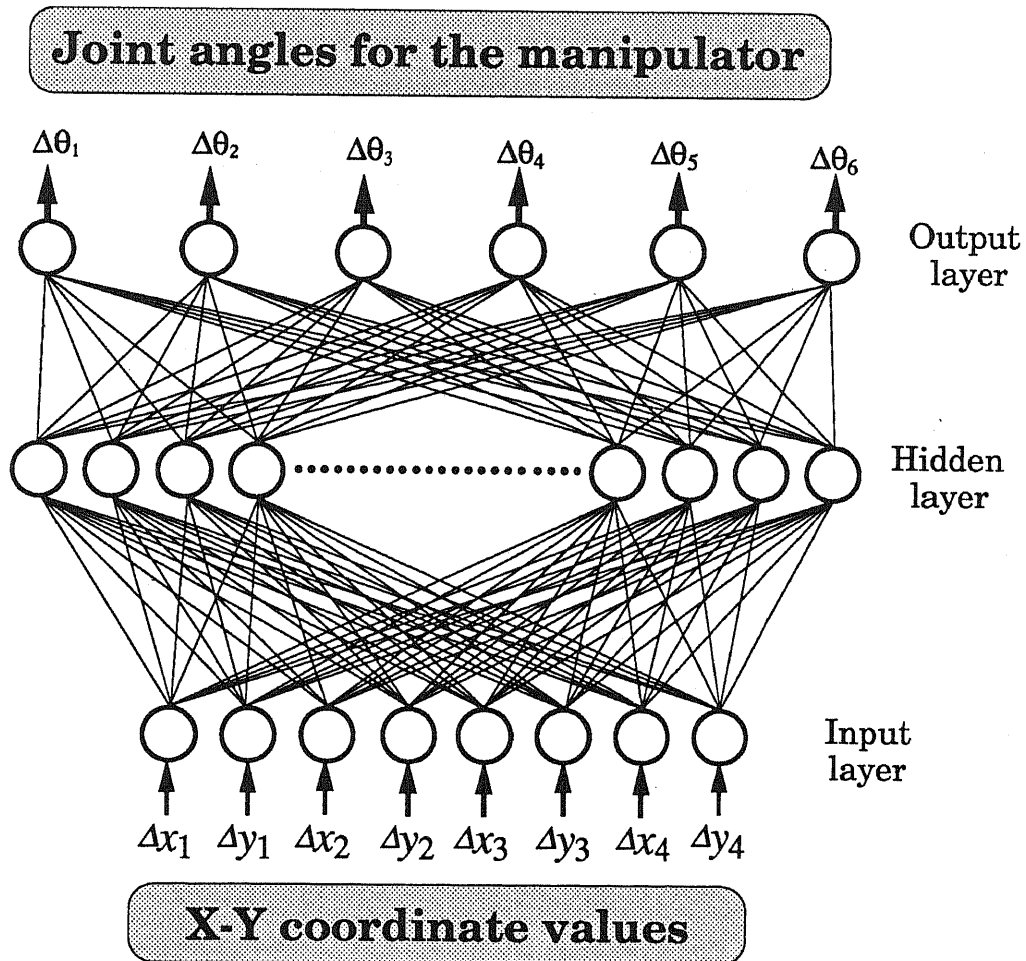 Joint angles for the manipulator
Δθ₁ Δθ₂ Δθ₃ Δθ₄ Δθ₅ Δθ₆
Output
layer
Hidden
layer
Input
layer
Δx₁ Δy₁ Δx₂ Δy₂ Δx₃ Δy₃ Δx₄ Δy₄
X-Y coordinate values